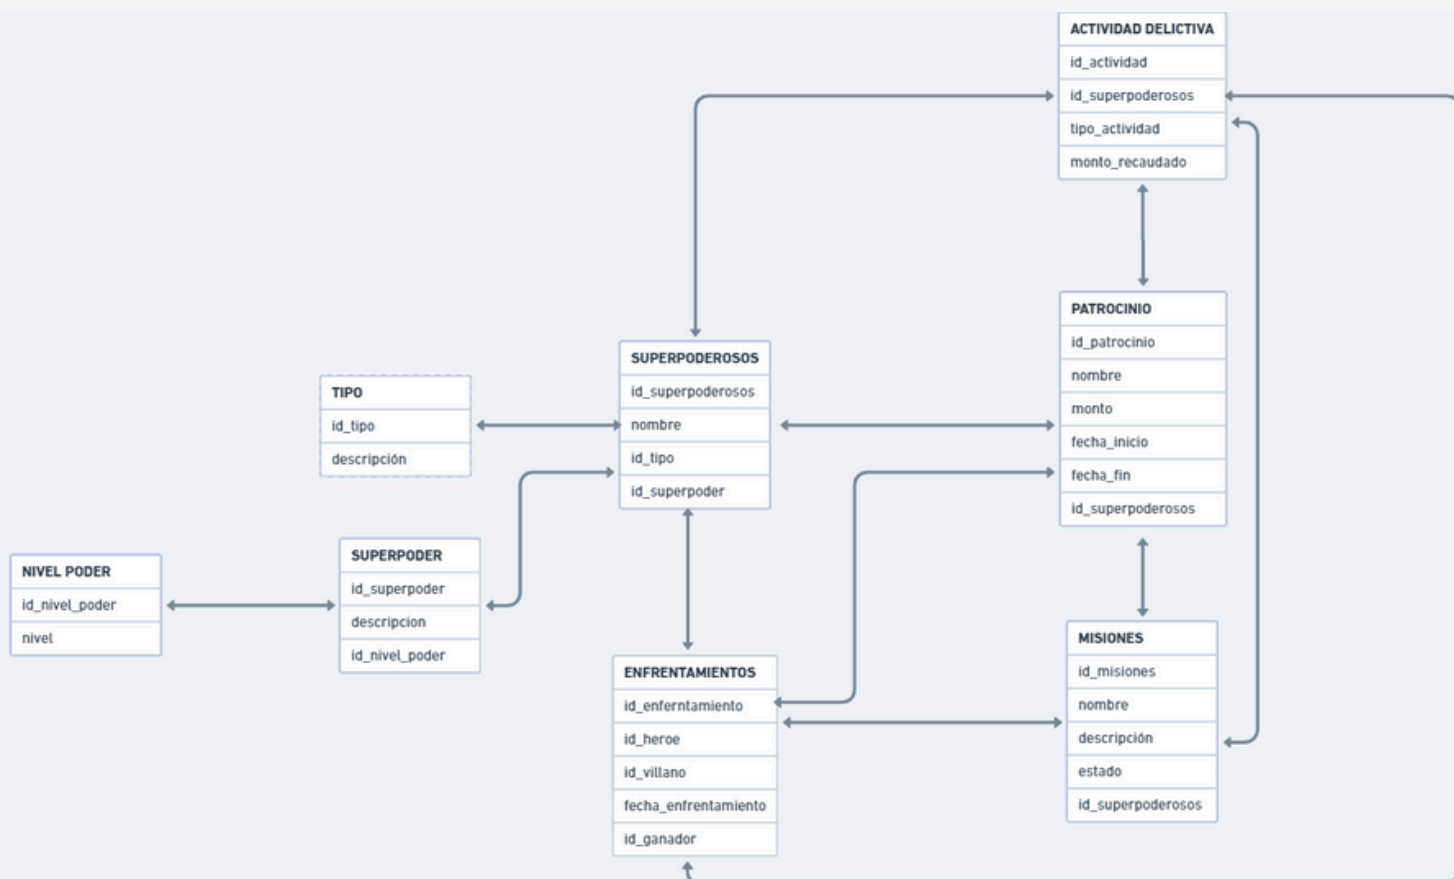 ACTIVIDAD DELICTIVA
id_actividad
id_superpoderosos
tipo_actividad
monto_recaudado
PATROCINIO
id_patrocinio
nombre
monto
fecha_inicio
fecha_fin
id_superpoderosos
SUPERPODEROSOS
id_superpoderosos
nombre
id_tipo
id_superpoder
TIPO
id_tipo
descripción
SUPERPODER
id_superpoder
descripcion
id_nivel_poder
NIVEL PODER
id_nivel_poder
nivel
ENFRENTAMIENTOS
id_enferntamiento
id_heroe
id_villano
fecha_enfrentamiento
id_ganador
MISIONES
id_misiones
nombre
descripción
estado
id_superpoderosos